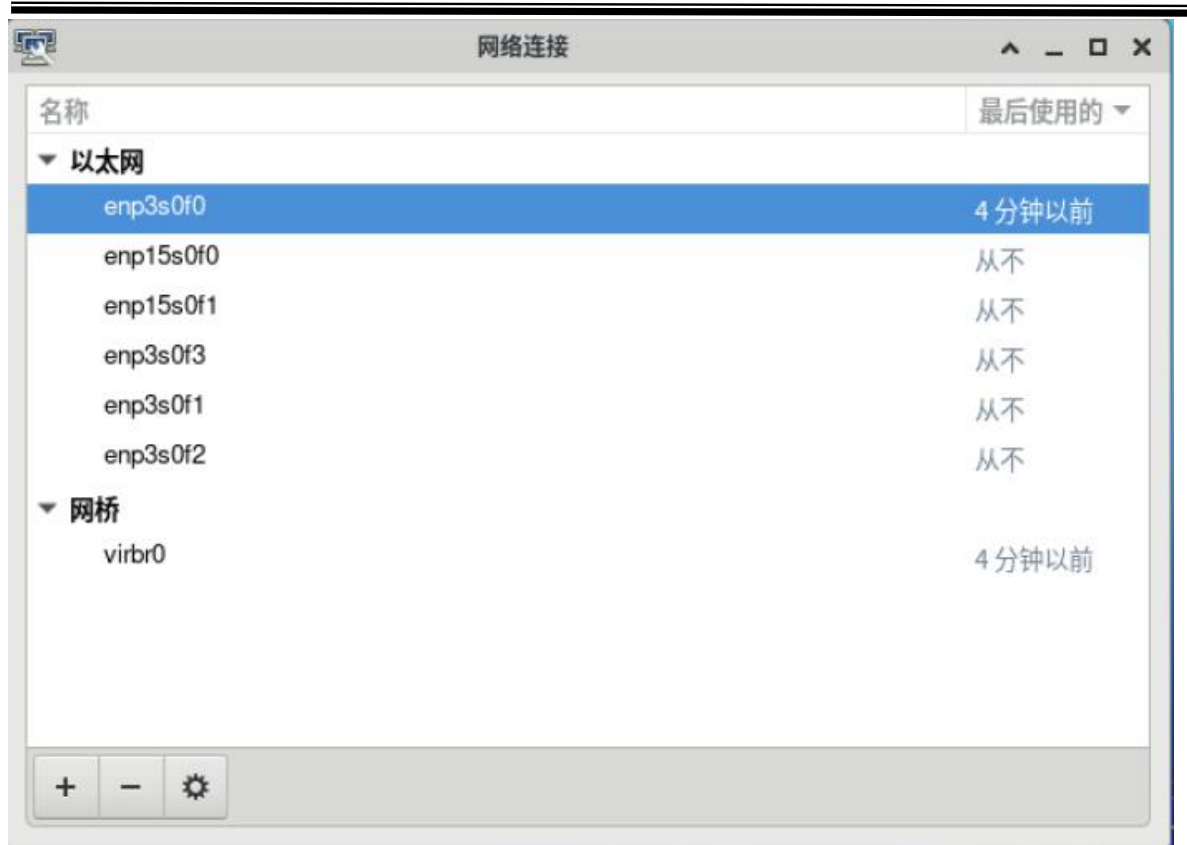 网络连接
名称 最后使用的
以太网
enp3s0f0 4 分钟以前
enp15s0f0 从不
enp15s0f1 从不
enp3s0f3 从不
enp3s0f1 从不
enp3s0f2 从不
网桥
virbr0 4 分钟以前